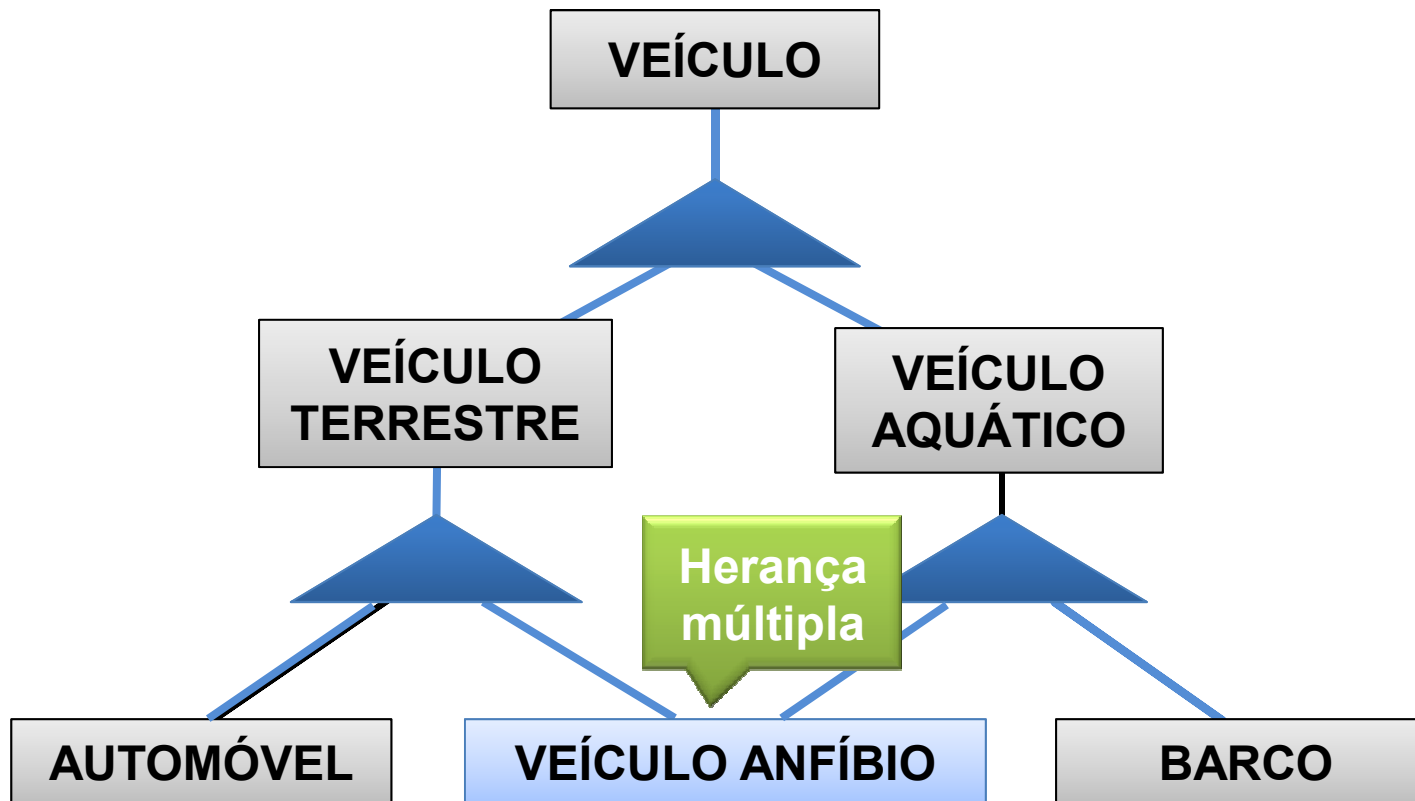 VEÍCULO
VEÍCULO
TERRESTRE
VEÍCULO
AQUÁTICO
Herança
múltipla
AUTOMÓVEL
VEÍCULO ANFÍBIO
BARCO